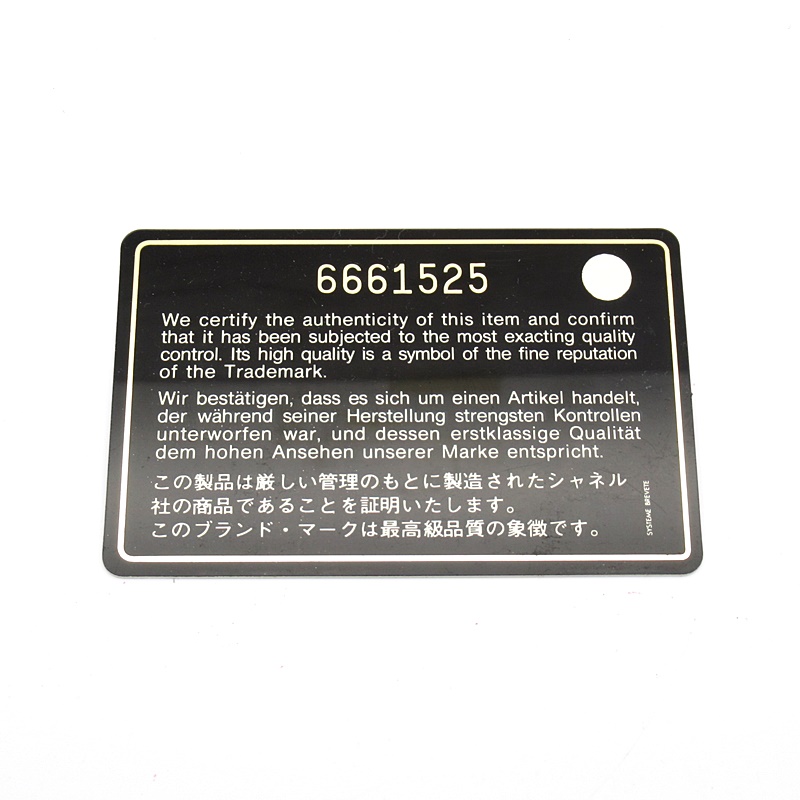 6661525
We certify the authenticity of this item and confirm
that it has been subjected to the most exacting quality
control. Its high quality is a symbol of the fine reputation
of the Trademark.
Wir bestätigen, dass es sich um einen Artikel handelt,
der während seiner Herstellung strengsten Kontrollen
unterworfen war, und dessen erstklassige Qualität
dem hohen Ansehen unserer Marke entspricht.
この製品は厳しい管理のもとに製造されたシャネル
社の商品であることを証明いたします。
このブランド・マークは最高級品質の象徴です。
SYSTEME BREVETE